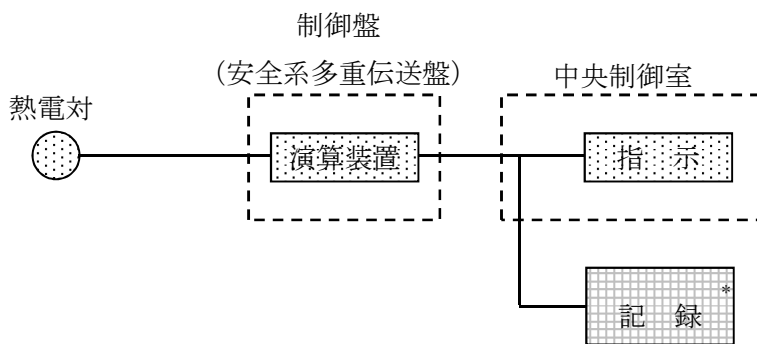 制御盤
(安全系多重伝送盤)
中央制御室
熱電対
演算装置
指　示
*
記　録